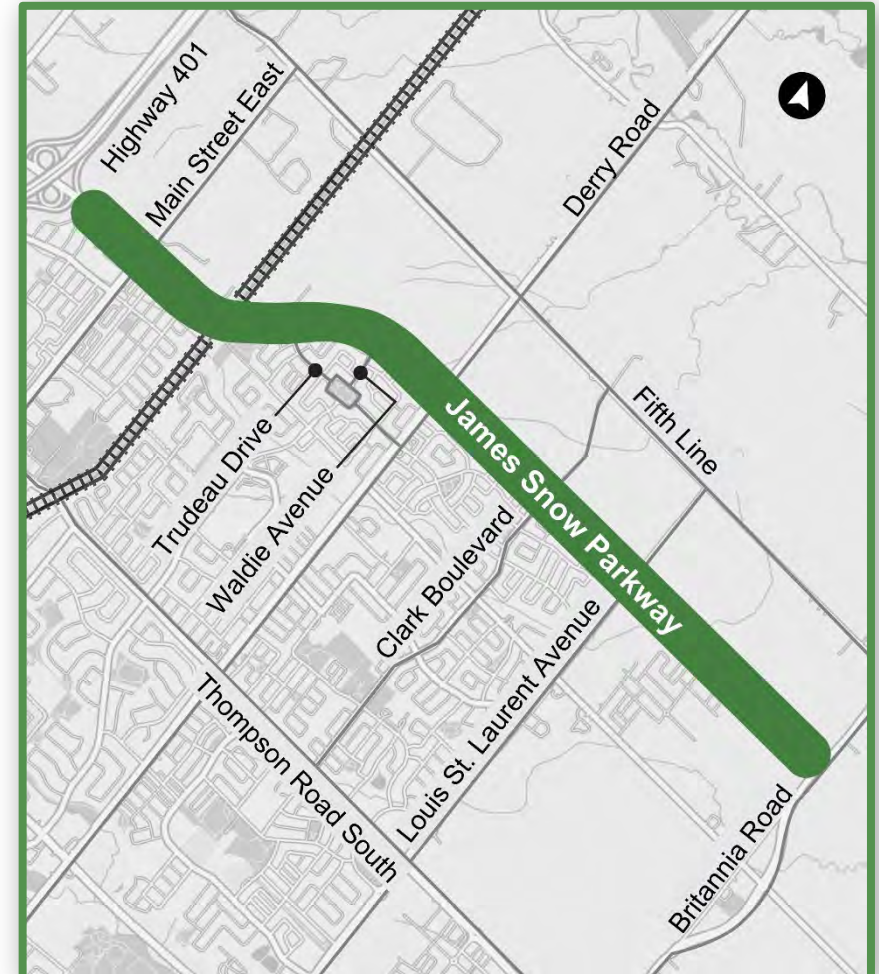 Highway 401
Main Street East
Derry Road
Fifth Line
James Snow Parkway
Trudeau Drive
Waldie Avenue
Clark Boulevard
Louis St. Laurent Avenue
Thompson Road South
Britannia Road